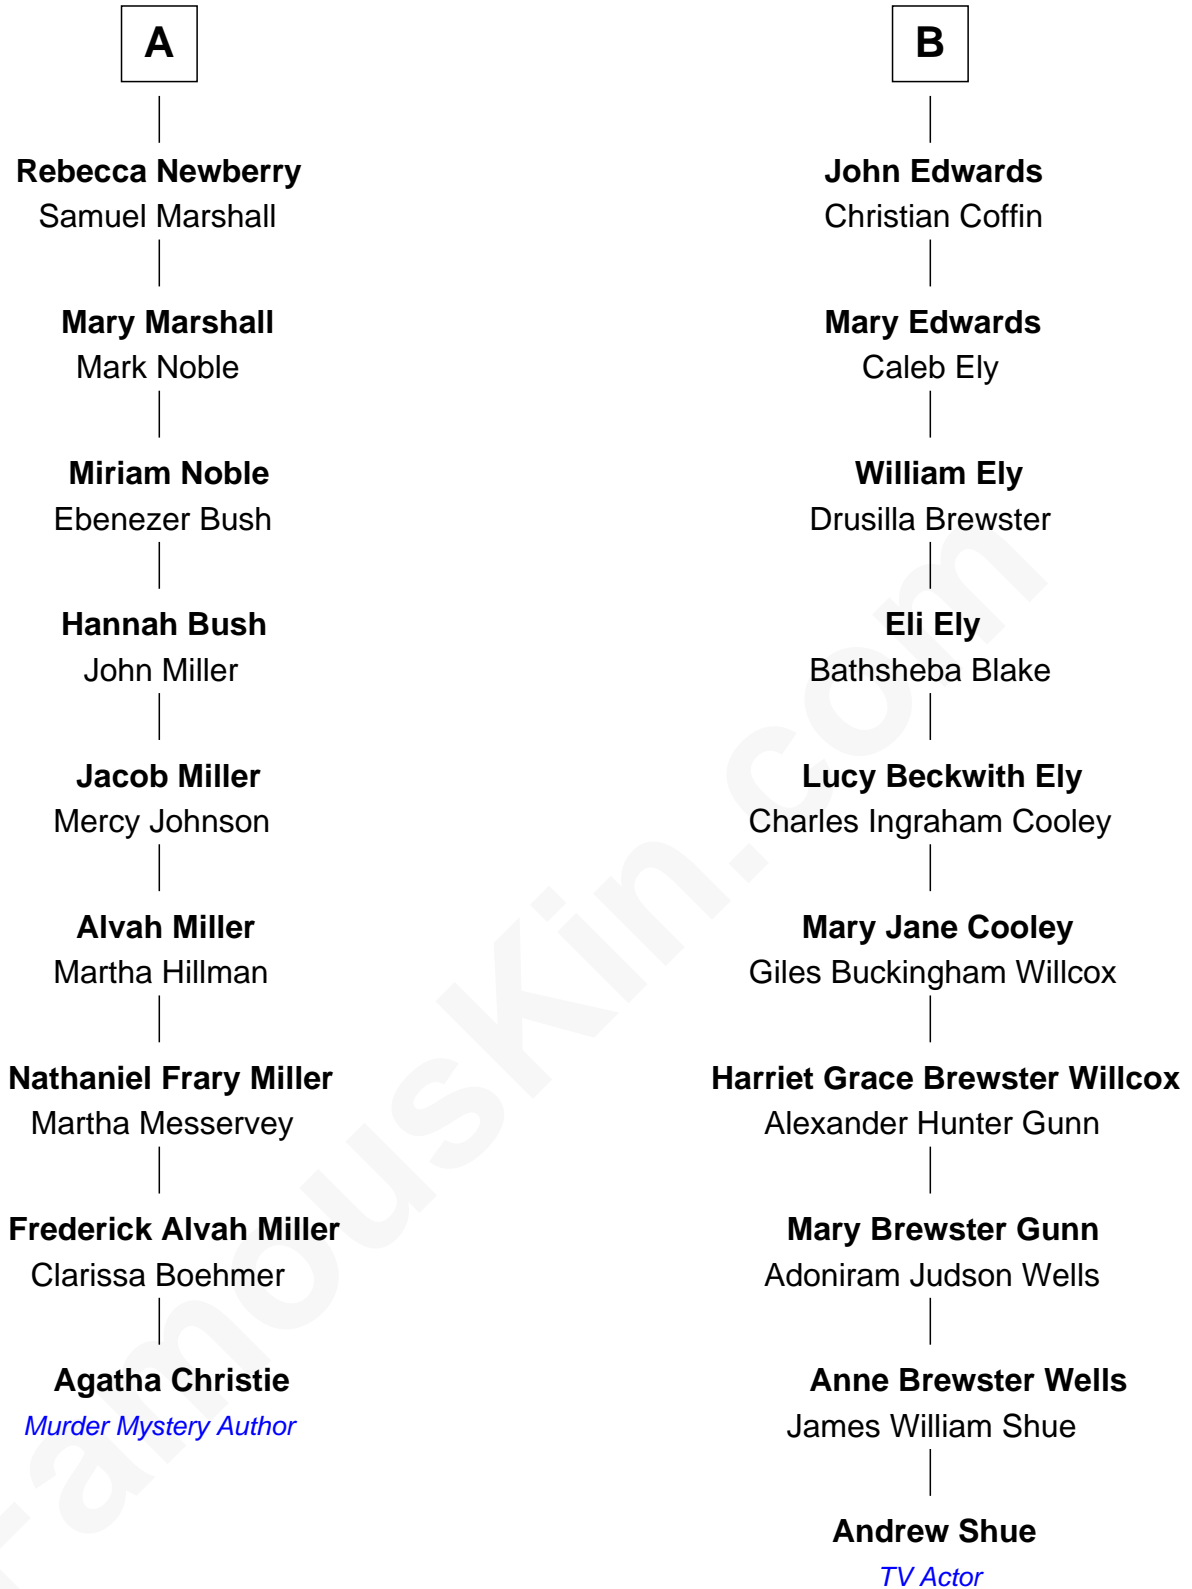 A
Rebecca Newberry
Samuel Marshall
Mary Marshall
Mark Noble
Miriam Noble
Ebenezer Bush
Hannah Bush
John Miller
Jacob Miller
Mercy Johnson
Alvah Miller
Martha Hillman
Nathaniel Frary Miller
Martha Messervey
Frederick Alvah Miller
Clarissa Boehmer
Agatha Christie
Murder Mystery Author
B
John Edwards
Christian Coffin
Mary Edwards
Caleb Ely
William Ely
Drusilla Brewster
Eli Ely
Bathsheba Blake
Lucy Beckwith Ely
Charles Ingraham Cooley
Mary Jane Cooley
Giles Buckingham Willcox
Harriet Grace Brewster Willcox
Alexander Hunter Gunn
Mary Brewster Gunn
Adoniram Judson Wells
Anne Brewster Wells
James William Shue
Andrew Shue
TV Actor
FamousKin.com